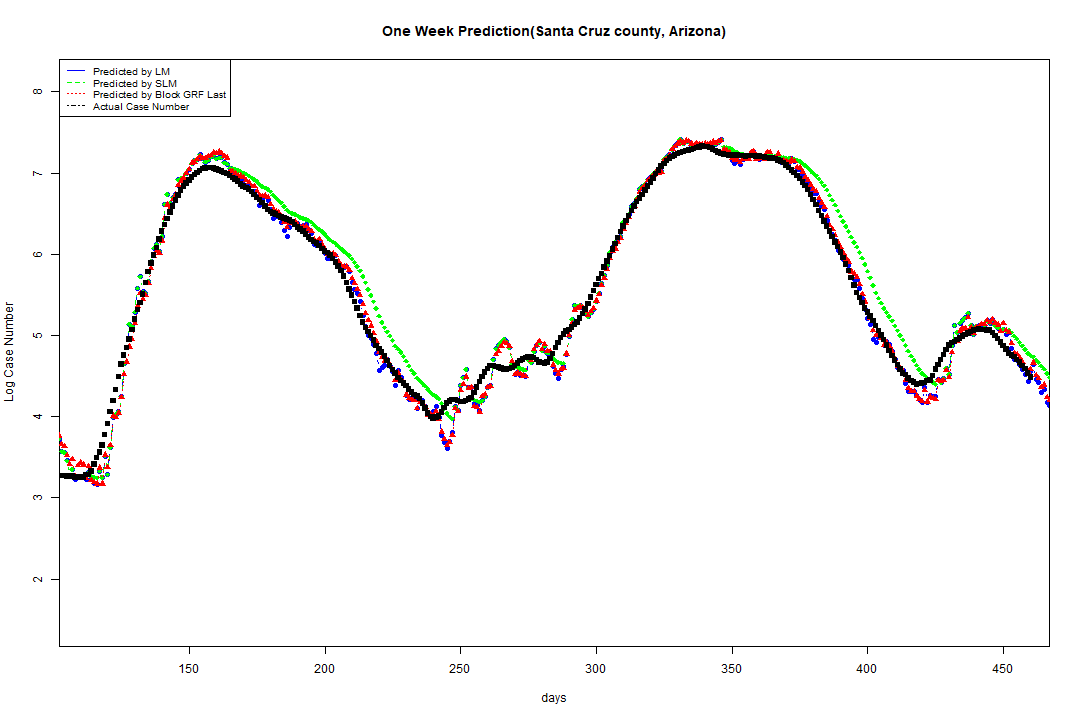 One Week Prediction(Santa Cruz county, Arizona)
Predicted by LM
Predicted by SLM
Predicted by Block GRF Last
Actual Case Number
Log Case Number
8
7
6
5
4
3
2
150 200 250 300 350 400 450
days